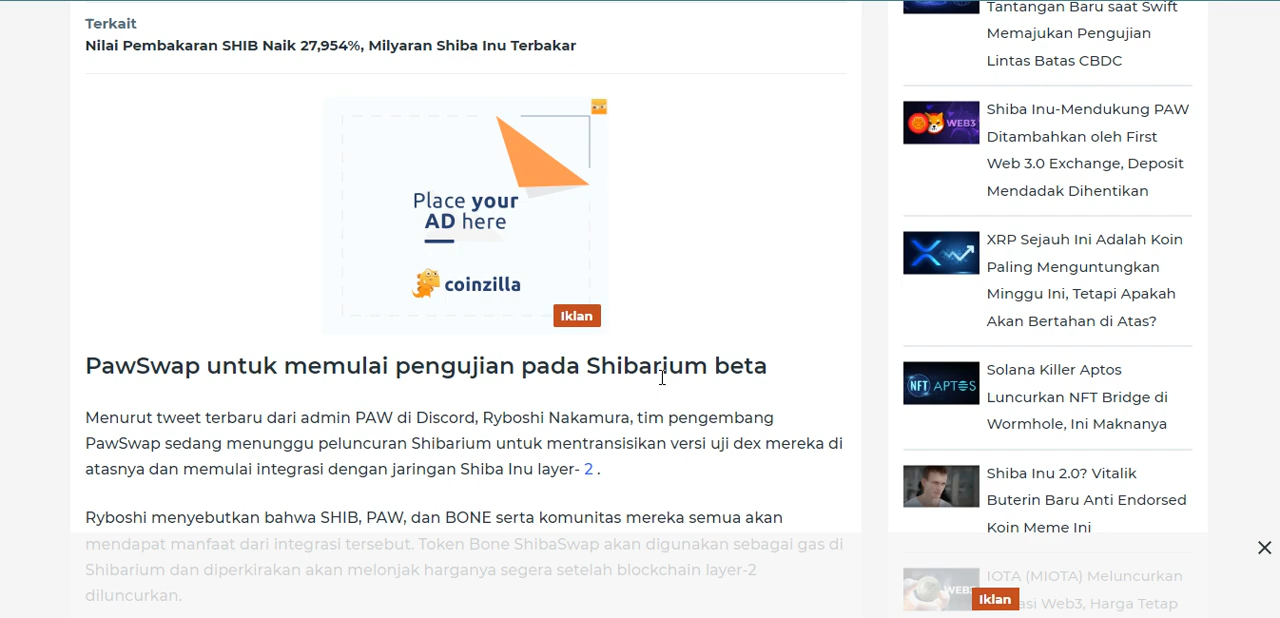 Terkait
Nilai Pembakaran SHIB Naik 27,954%, Milyaran Shiba Inu Terbakar
Place your
AD here
coinzilla
Iklan
PawSwap untuk memulai pengujian pada Shibarium beta
Menurut tweet terbaru dari admin PAW di Discord, Ryboshi Nakamura, tim pengembang
PawSwap sedang menunggu peluncuran Shibarium untuk mentransisikan versi uji dex mereka di
atasnya dan memulai integrasi dengan jaringan Shiba Inu layer- 2 .
Ryboshi menyebutkan bahwa SHIB, PAW, dan BONE serta komunitas mereka semua akan
mendapat manfaat dari integrasi tersebut. Token Bone ShibaSwap akan digunakan sebagai gas di
Shibarium dan diperkirakan akan melonjak harganya segera setelah blockchain layer-2
diluncurkan.
Tantangan Baru saat Swift
Memajukan Pengujian
Lintas Batas CBDC
WEB3
Shiba Inu-Mendukung PAW
Ditambahkan oleh First
Web 3.0 Exchange, Deposit
Mendadak Dihentikan
XRP Sejauh Ini Adalah Koin
Paling Menguntungkan
Minggu Ini, Tetapi Apakah
Akan Bertahan di Atas?
NFT APTOS
Solana Killer Aptos
Luncurkan NFT Bridge di
Wormhole, Ini Maknanya
Shiba Inu 2.0? Vitalik
Buterin Baru Anti Endorsed
Koin Meme Ini
IOTA (MIOTA) Meluncurkan
asi Web3, Harga Tetap
Iklan